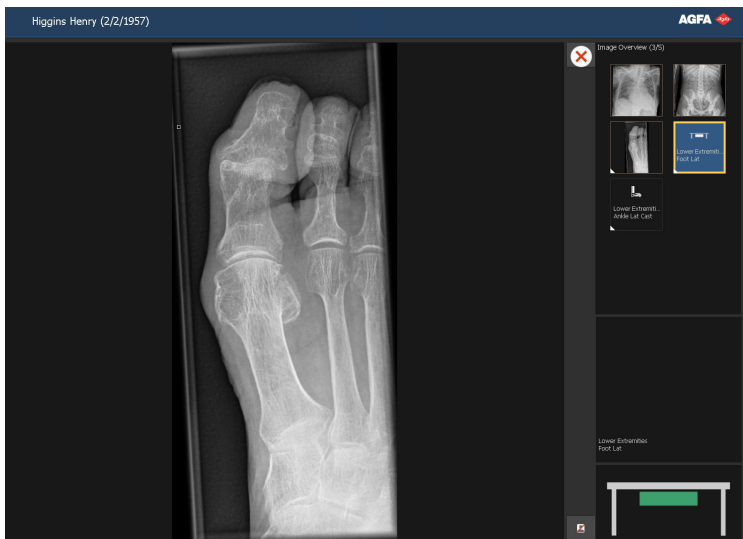 Higgins Henry (2/2/1957)
AGFA
Image Overview (3/5)
Lower Extremiti...
Foot Lat
Lower Extremiti...
Ankle Lat Cast
Lower Extremities
Foot Lat